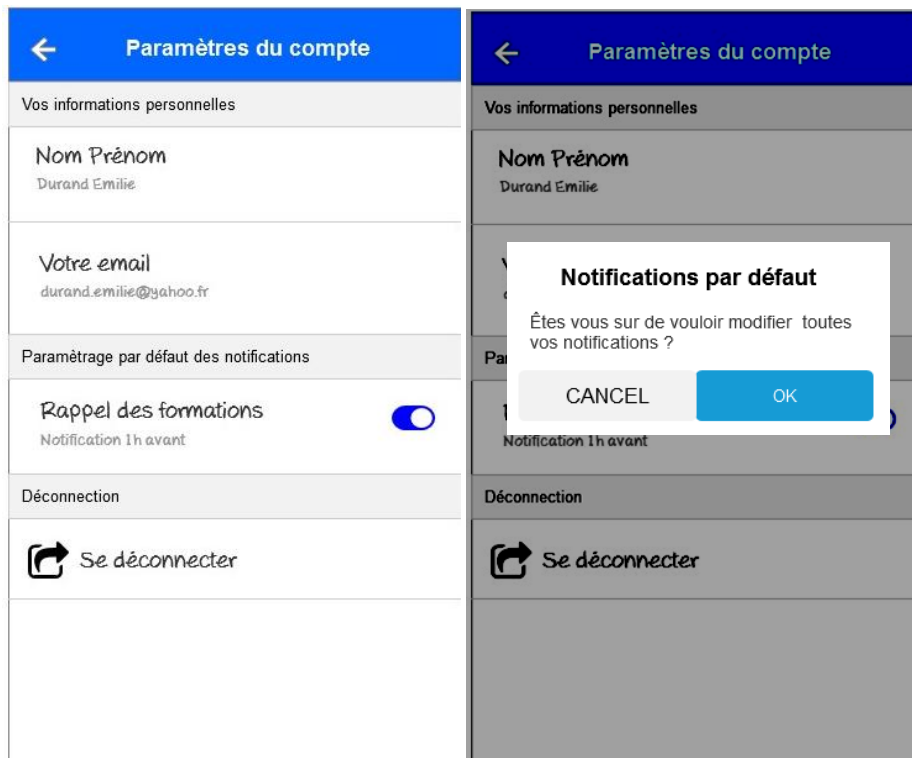 Paramètres du compte
Vos informations personnelles
Nom Prénom
Durand Emilie
Votre email
durand.emilie@yahoo.fr
Paramètrage par défaut des notifications
Rappel des formations
Notification 1h avant
Déconnection
Se déconnecter
Paramètres du compte
Vos informations personnelles
Nom Prénom
Durand Emilie
Notifications par défaut
Êtes vous sur de vouloir modifier toutes
vos notifications ?
CANCEL
OK
Notification 1h avant
Déconnection
Se déconnecter